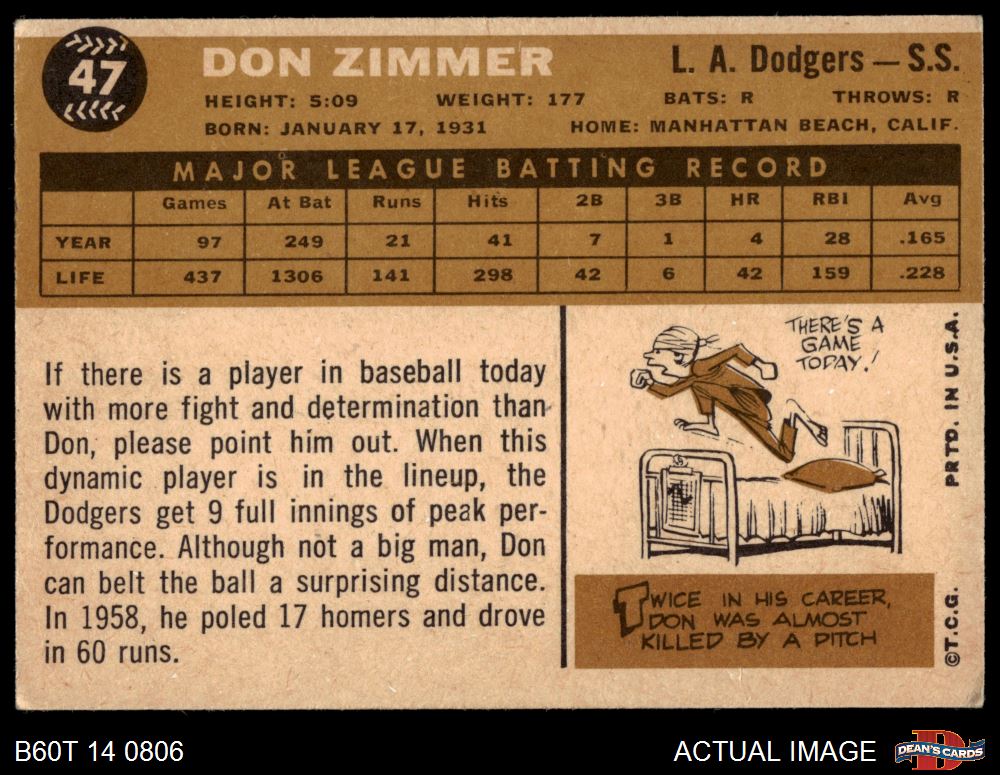 47
DON ZIMMER
L. A. Dodgers — S.S.
HEIGHT: 5:09 WEIGHT: 177 BATS: R THROWS: R
BORN: JANUARY 17, 1931 HOME: MANHATTAN BEACH, CALIF.
MAJOR LEAGUE BATTING RECORD
Games At Bat Runs Hits 2B 3B HR RBI Avg
YEAR 97 249 21 41 7 1 4 28 .165
LIFE 437 1306 141 298 42 6 42 159 .228
If there is a player in baseball today
with more fight and determination than
Don, please point him out. When this
dynamic player is in the lineup, the
Dodgers get 9 full innings of peak per-
formance. Although not a big man, Don
can belt the ball a surprising distance.
In 1958, he poled 17 homers and drove
in 60 runs.
THERE'S A
GAME
TODAY!
TWICE IN HIS CAREER,
DON WAS ALMOST
KILLED BY A PITCH
PRTD. IN U.S.A.
©T.C.G.
B60T 14 0806
ACTUAL IMAGE
D
DEAN'S CARDS